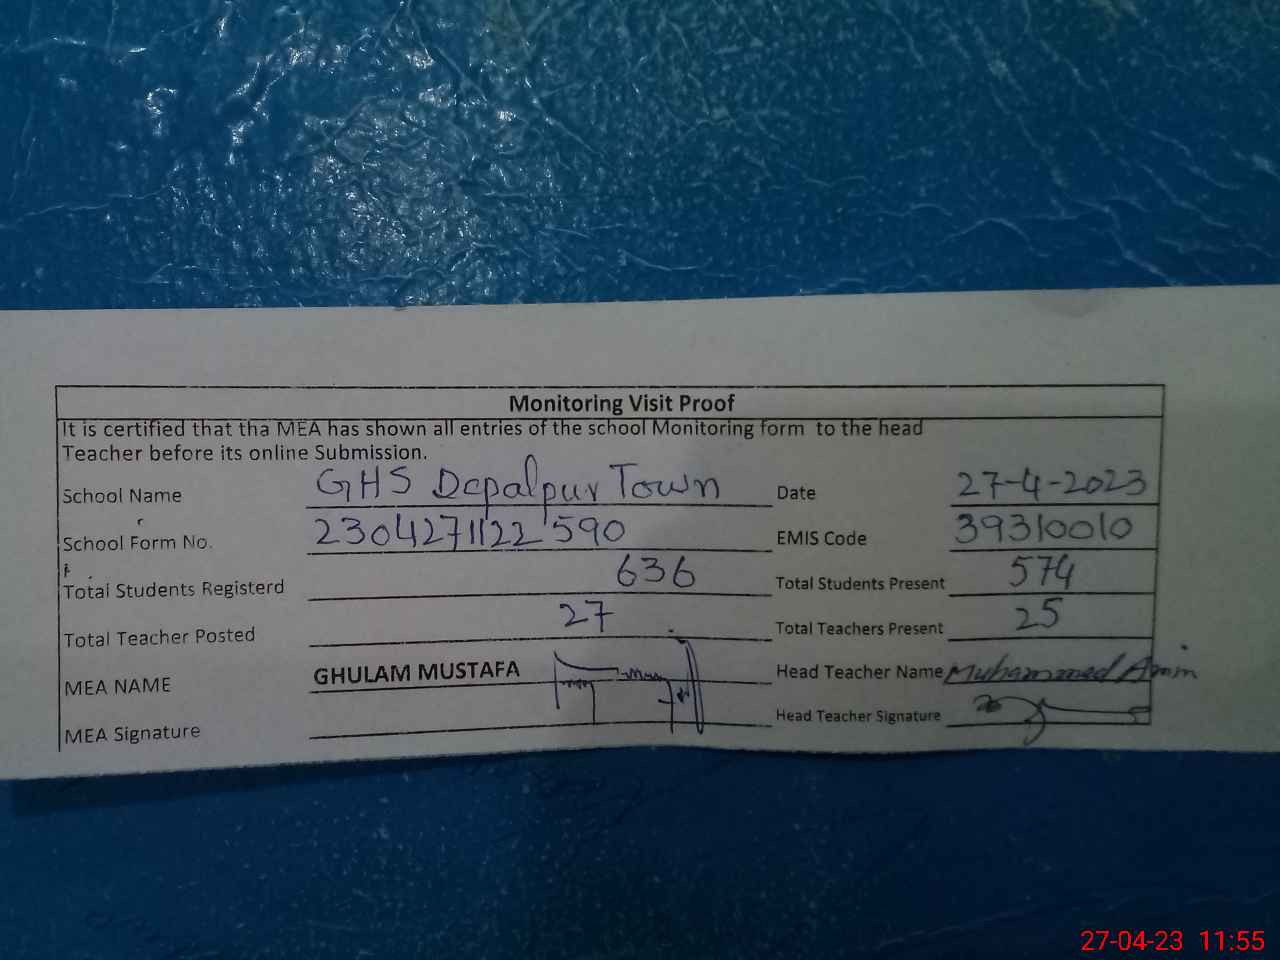 Monitoring Visit Proof
It is certified that tha MEA has shown all entries of the school Monitoring form to the head
Teacher before its online Submission.
School Name GHS Depalpur Town Date 27-4-2023
School Form No. 2304271122590 EMIS Code 39310010
Total Students Registerd 636 Total Students Present 574
Total Teacher Posted 27 Total Teachers Present 25
MEA NAME GHULAM MUSTAFA Head Teacher Name Muhammed Amin
MEA Signature Head Teacher Signature
27-04-23 11:55